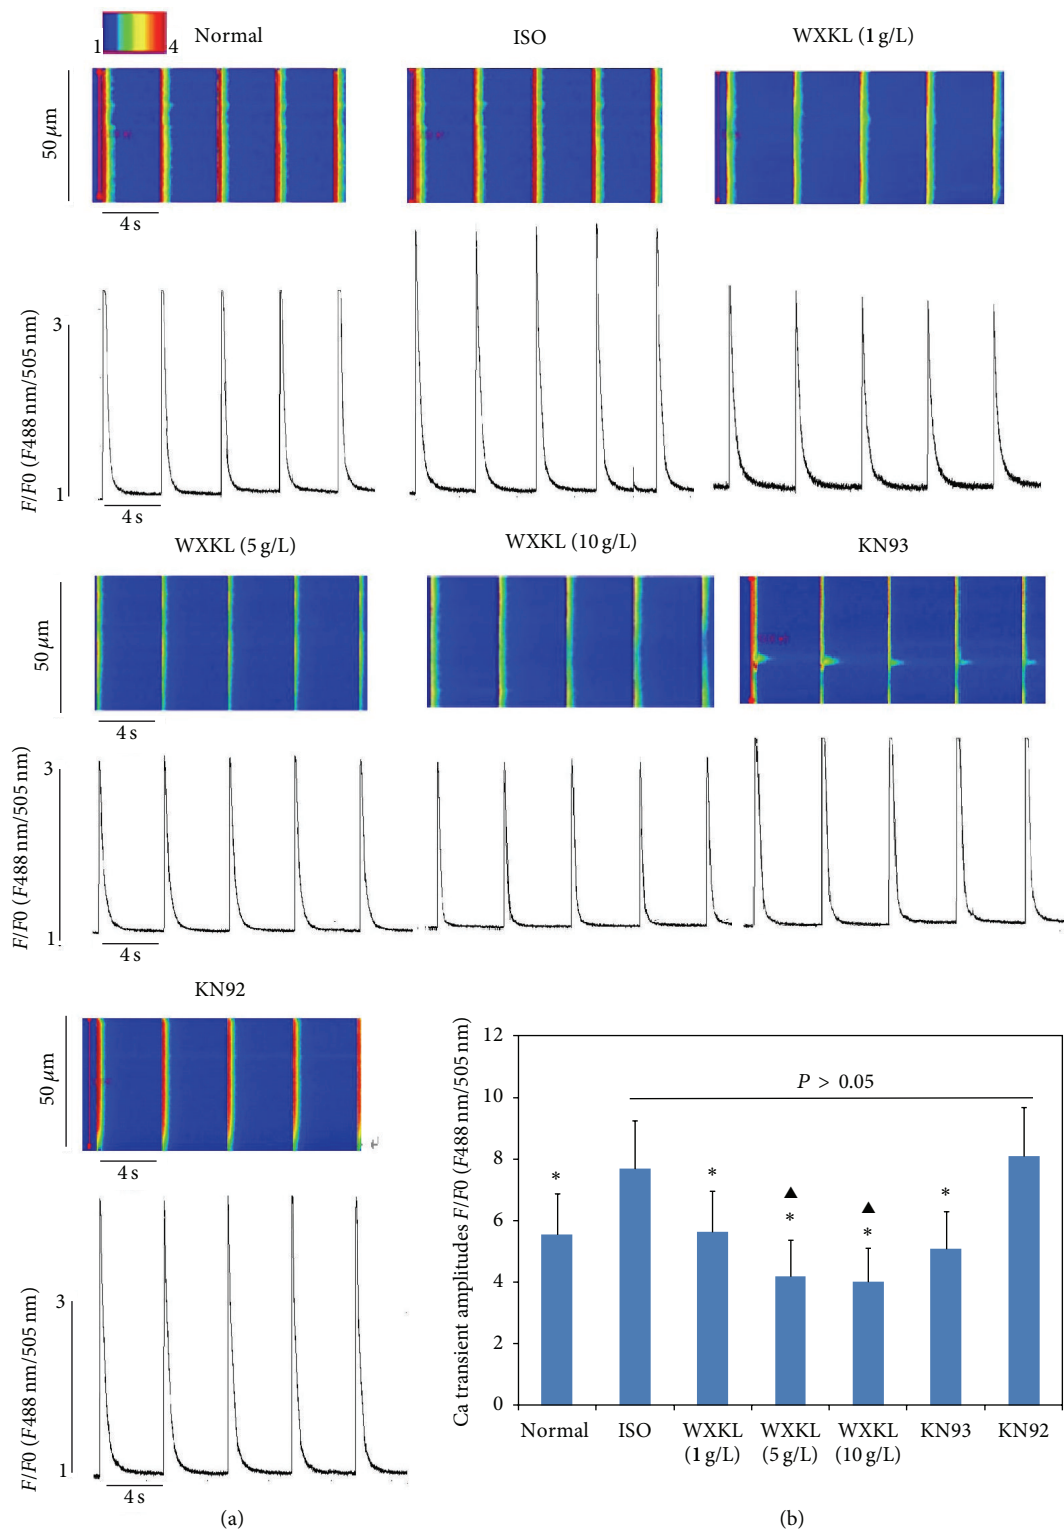 Normal
ISO
WXKL (1 g/L)
1
4
50 μm
4 s
F/F0 (F488 nm/505 nm)
3
1
4 s
WXKL (5 g/L)
WXKL (10 g/L)
KN93
50 μm
4 s
F/F0 (F488 nm/505 nm)
3
1
4 s
KN92
50 μm
4 s
F/F0 (F488 nm/505 nm)
3
1
4 s
(a)
Ca transient amplitudes F/F0 (F488 nm/505 nm)
12
10
8
6
4
2
0
P > 0.05
*
*
▲
*
▲
*
*
Normal
ISO
WXKL (1 g/L)
WXKL (5 g/L)
WXKL (10 g/L)
KN93
KN92
(b)